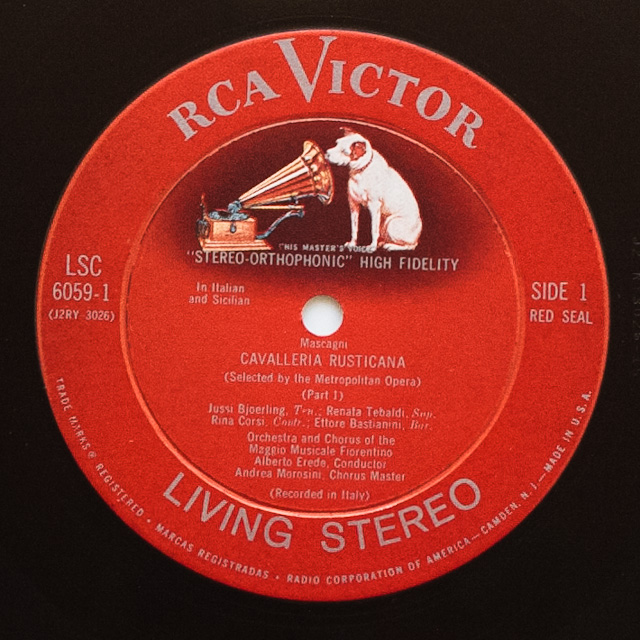 RCA VICTOR
"HIS MASTER'S VOICE"
"STEREO-ORTHOPHONIC" HIGH FIDELITY
LSC
6059-1
(J2RY-3026)
In Italian
and Sicilian
SIDE 1
RED SEAL
Mascagni
CAVALLERIA RUSTICANA
(Selected by the Metropolitan Opera)
(Part 1)
Jussi Bjoerling, Ten.; Renata Tebaldi, Sop.
Rina Corsi, Contr.; Ettore Bastianini, Bar.
Orchestra and Chorus of the
Maggio Musicale Fiorentino
Alberto Erede, Conductor
Andrea Morosini, Chorus Master
(Recorded in Italy)
LIVING STEREO
TRADE MARKS ® REGISTERED • MARCAS REGISTRADAS • RADIO CORPORATION OF AMERICA—CAMDEN, N. J.—MADE IN U.S.A.